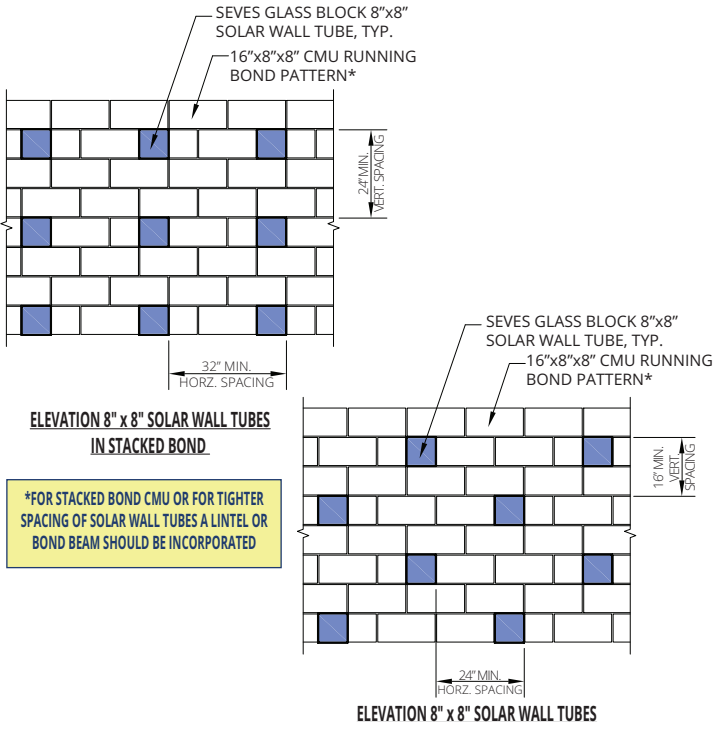 SEVES GLASS BLOCK 8”x8”
SOLAR WALL TUBE, TYP.
16”x8”x8” CMU RUNNING
BOND PATTERN*
24” MIN.
VERT. SPACING
32” MIN.
HORZ. SPACING
ELEVATION 8" x 8" SOLAR WALL TUBES
IN STACKED BOND
*FOR STACKED BOND CMU OR FOR TIGHTER
SPACING OF SOLAR WALL TUBES A LINTEL OR
BOND BEAM SHOULD BE INCORPORATED
SEVES GLASS BLOCK 8”x8”
SOLAR WALL TUBE, TYP.
16”x8”x8” CMU RUNNING
BOND PATTERN*
16” MIN.
VERT.
SPACING
24” MIN.
HORZ. SPACING
ELEVATION 8" x 8" SOLAR WALL TUBES